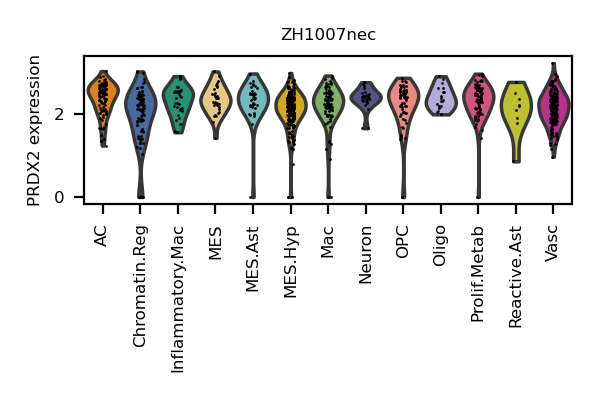 ZH1007nec
PRDX2 expression
2
0
AC
Chromatin.Reg
Inflammatory.Mac
MES
MES.Ast
MES.Hyp
Mac
Neuron
OPC
Oligo
Prolif.Metab
Reactive.Ast
Vasc